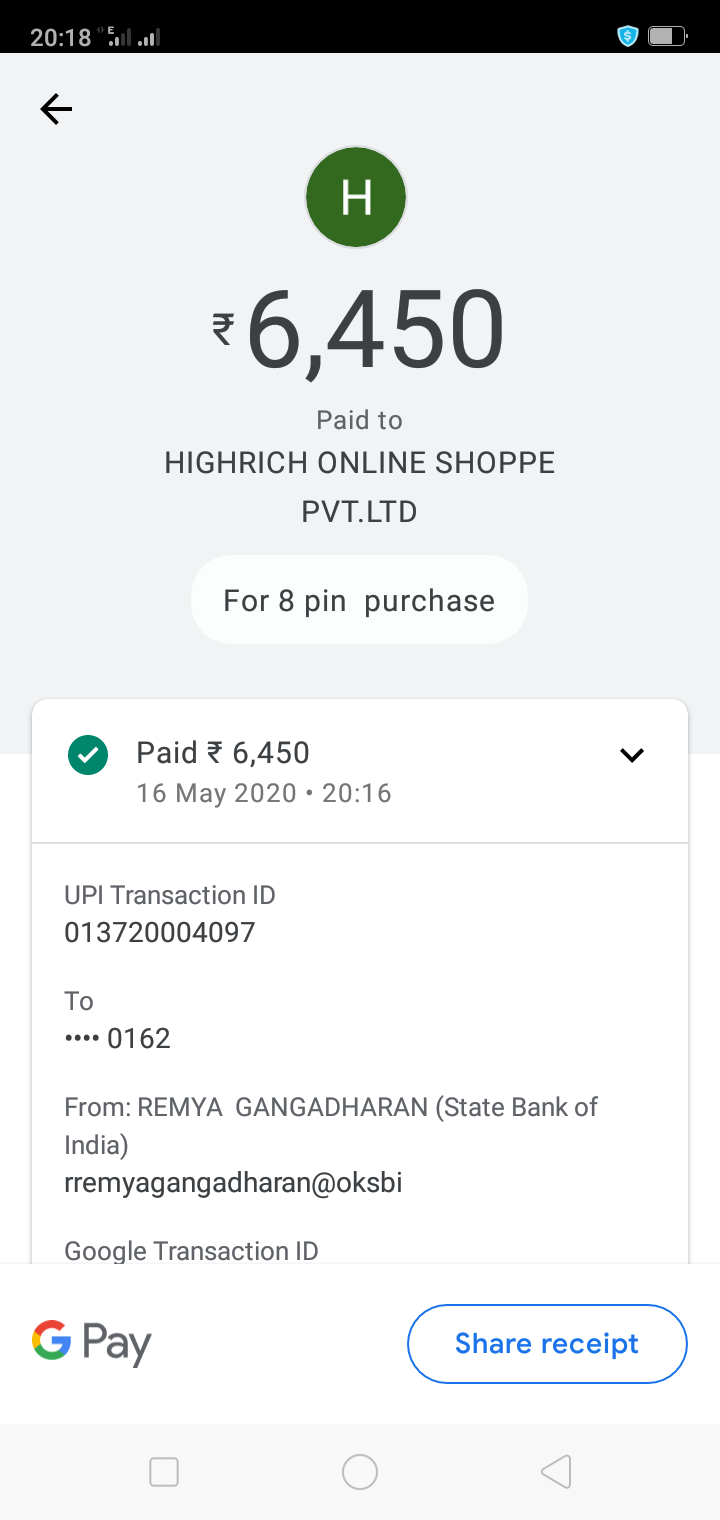 20:18 E
H
₹6,450
Paid to
HIGHRICH ONLINE SHOPPE
PVT.LTD
For 8 pin  purchase
Paid ₹ 6,450
16 May 2020 • 20:16
UPI Transaction ID
013720004097
To
•••• 0162
From: REMYA  GANGADHARAN (State Bank of
India)
rremyagangadharan@oksbi
Google Transaction ID
G Pay
Share receipt